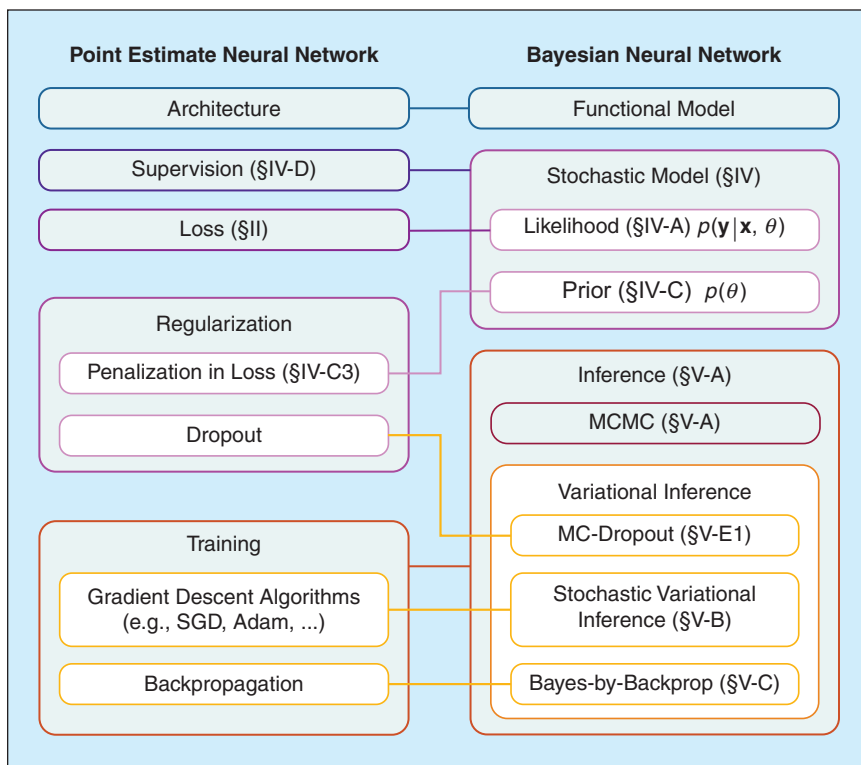 Point Estimate Neural Network
Bayesian Neural Network
Architecture
Functional Model
Supervision (§IV-D)
Stochastic Model (§IV)
Loss (§II)
Likelihood (§IV-A) p(y|x, θ)
Prior (§IV-C) p(θ)
Regularization
Penalization in Loss (§IV-C3)
Dropout
Inference (§V-A)
MCMC (§V-A)
Variational Inference
MC-Dropout (§V-E1)
Training
Gradient Descent Algorithms
(e.g., SGD, Adam, ...)
Stochastic Variational
Inference (§V-B)
Backpropagation
Bayes-by-Backprop (§V-C)